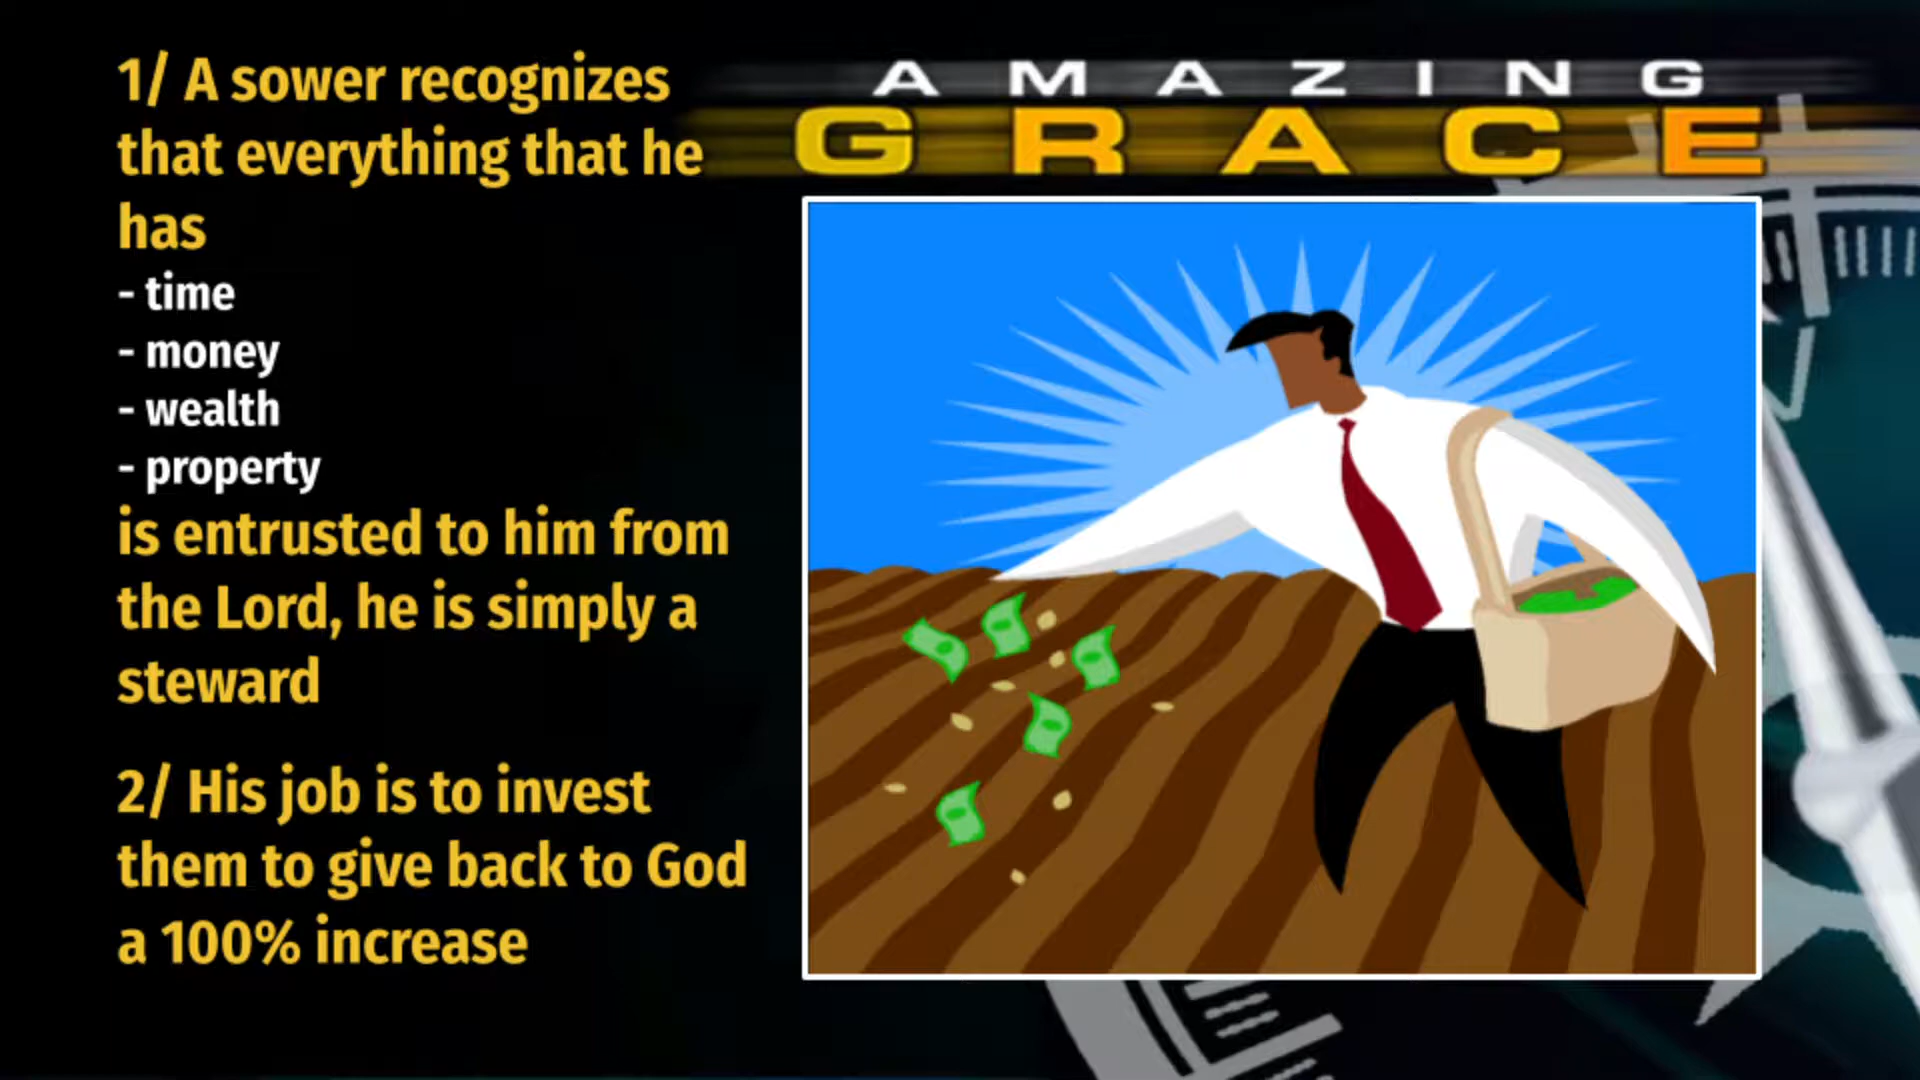 1/ A sower recognizes
that everything that he
has
- time
- money
- wealth
- property
is entrusted to him from
the Lord, he is simply a
steward
2/ His job is to invest
them to give back to God
a 100% increase
AMAZING
GRACE